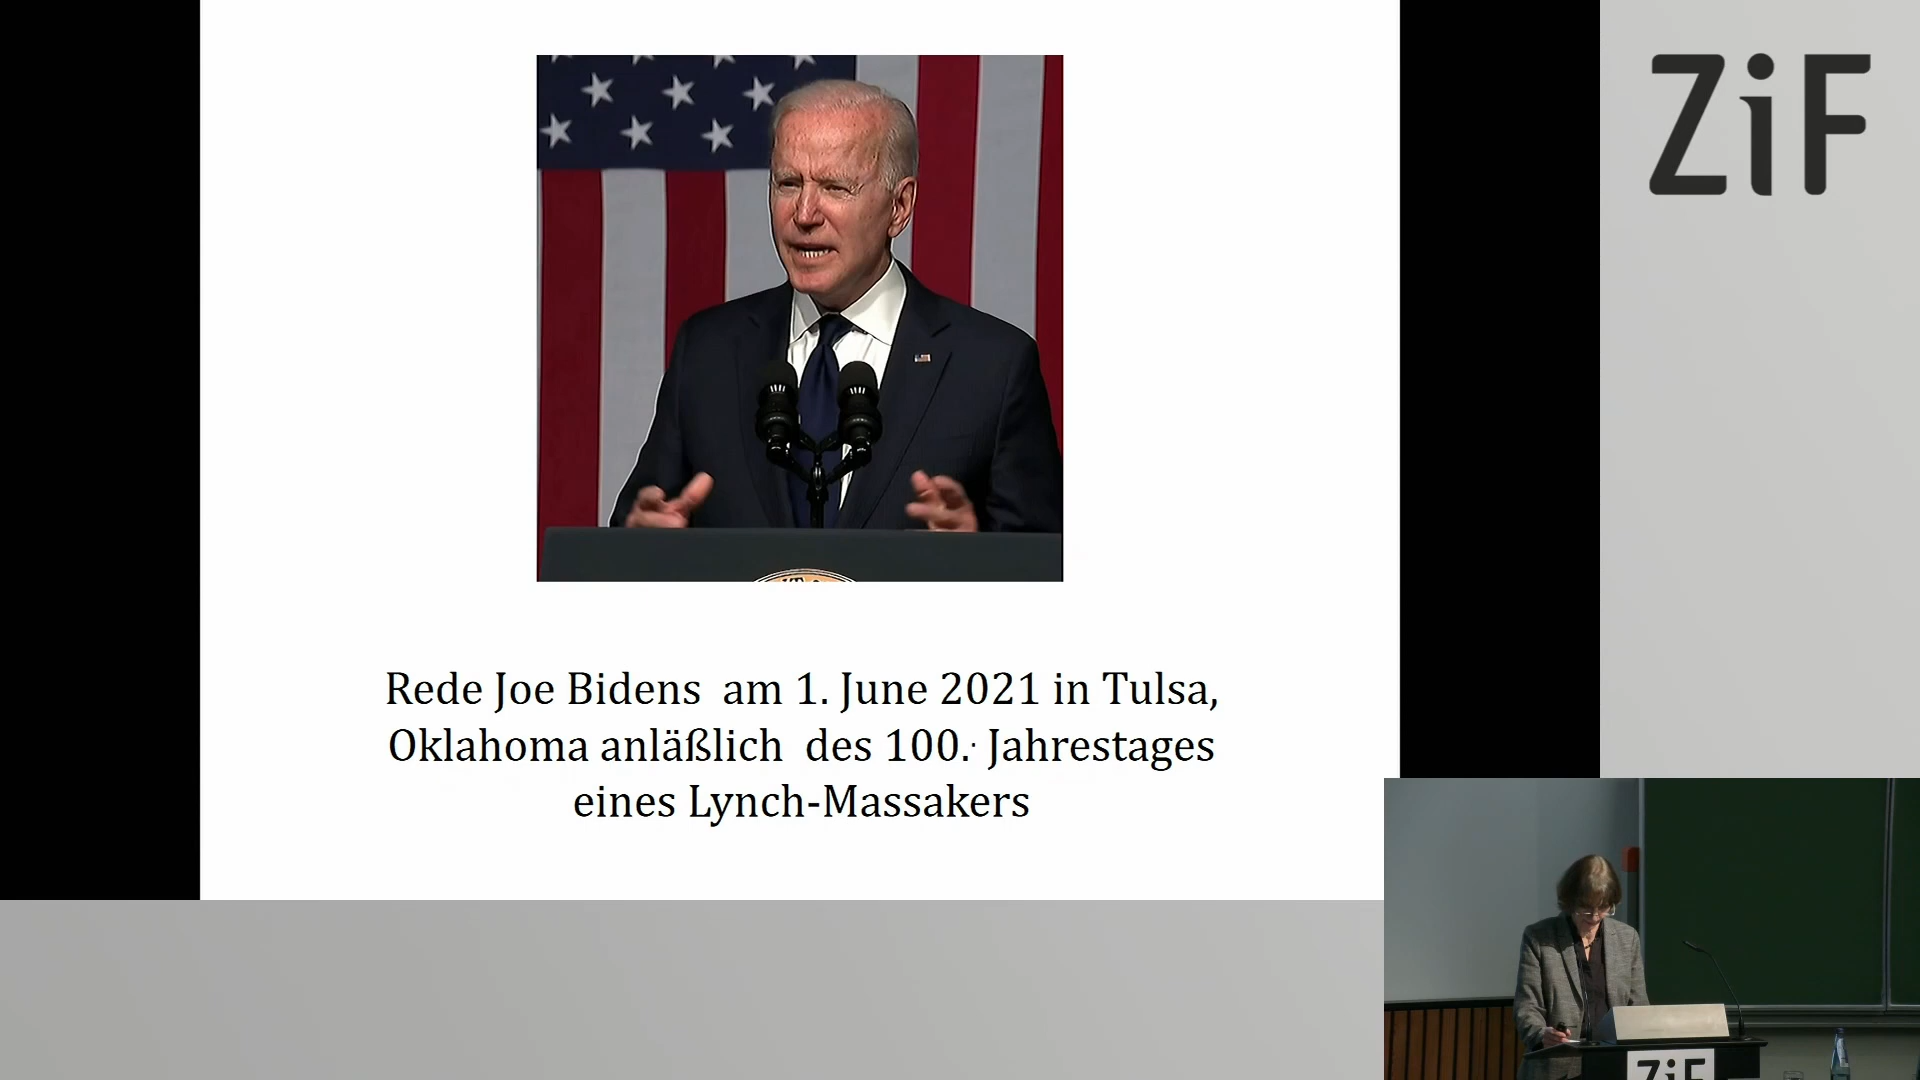 ZiF
Rede Joe Bidens am 1. June 2021 in Tulsa,
Oklahoma anläßlich des 100.· Jahrestages
eines Lynch-Massakers
ZiF